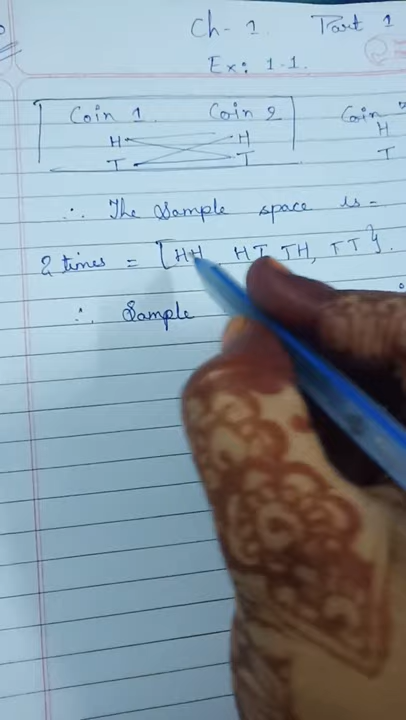 Ch-1 Part 1
Ex: 1-1.
Coin 1 Coin 2
H H H
T T T
∴ The Sample space is -
2 times = [HH HT, TH, TT}.
∴ Sample